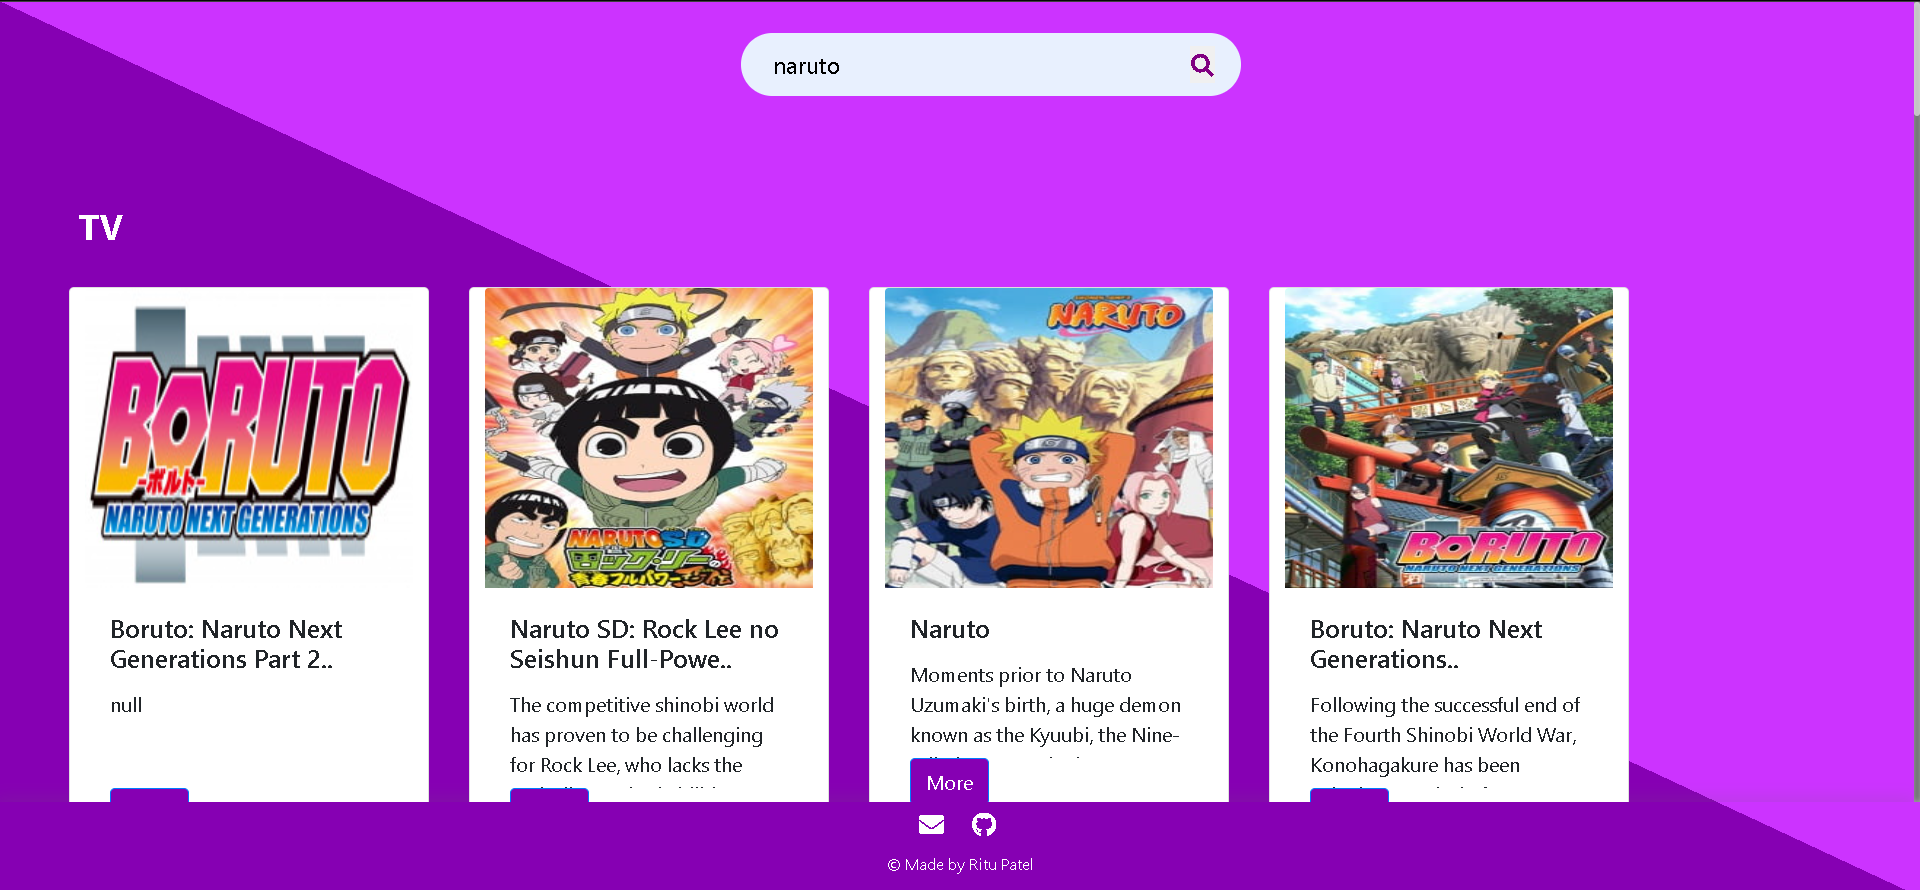 naruto
TV
BORUTO
-ボルト-
NARUTO NEXT GENERATIONS
Boruto: Naruto Next
Generations Part 2..
null
NARUTO SD
ロック・リーの
青春フルパワー忍伝
Naruto SD: Rock Lee no
Seishun Full-Powe..
The competitive shinobi world
has proven to be challenging
for Rock Lee, who lacks the
NARUTO
Naruto
Moments prior to Naruto
Uzumaki's birth, a huge demon
known as the Kyuubi, the Nine-
More
BORUTO
NARUTO NEXT GENERATIONS
Boruto: Naruto Next
Generations..
Following the successful end of
the Fourth Shinobi World War,
Konohagakure has been
© Made by Ritu Patel